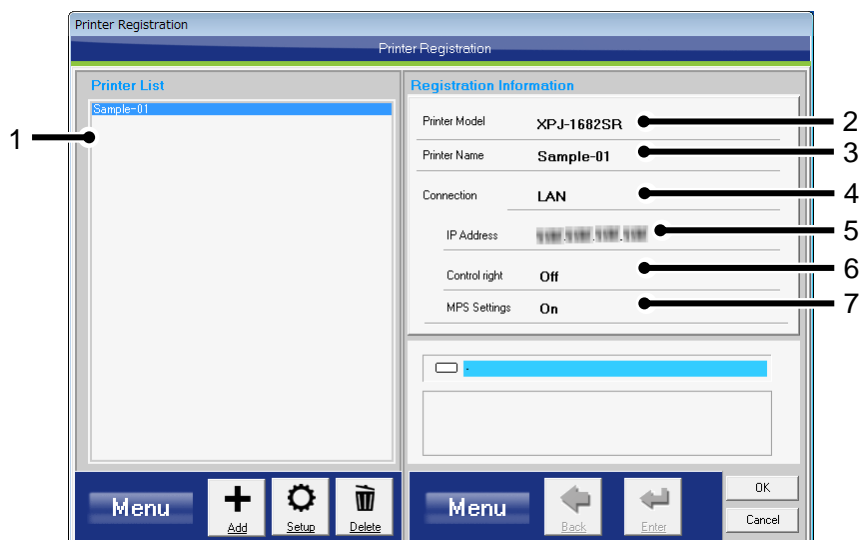 Printer Registration
Printer Registration
Printer List
Sample-01
1
Registration Information
Printer Model XPJ-1682SR 2
Printer Name Sample-01 3
Connection LAN 4
IP Address 5
Control right Off 6
MPS Settings On 7
Menu
Add
Setup
Delete
Menu
Back
Enter
OK
Cancel